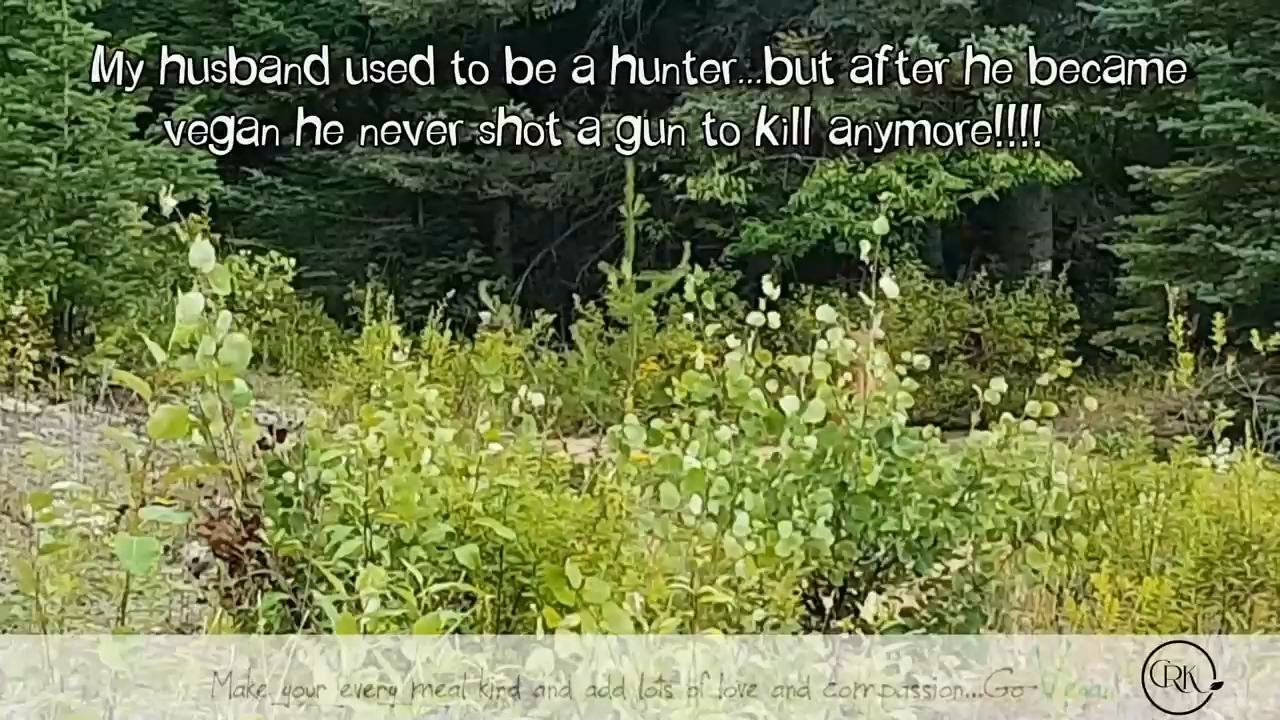 My husband used to be a hunter...but after he became
vegan he never shot a gun to kill anymore!!!!
Make your every meal kind and add lots of love and compassion...Go Vegan
CRK